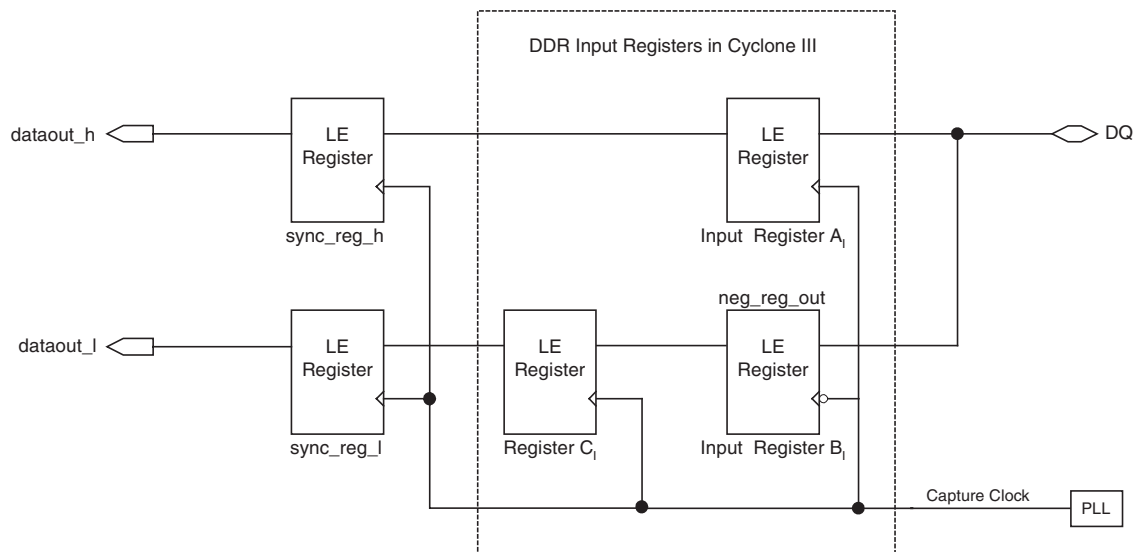 DDR Input Registers in Cyclone III
dataout_h
LE
Register
LE
Register
DQ
sync_reg_h
Input Register A_I
neg_reg_out
dataout_l
LE
Register
LE
Register
LE
Register
sync_reg_l
Register C_I
Input Register B_I
Capture Clock
PLL